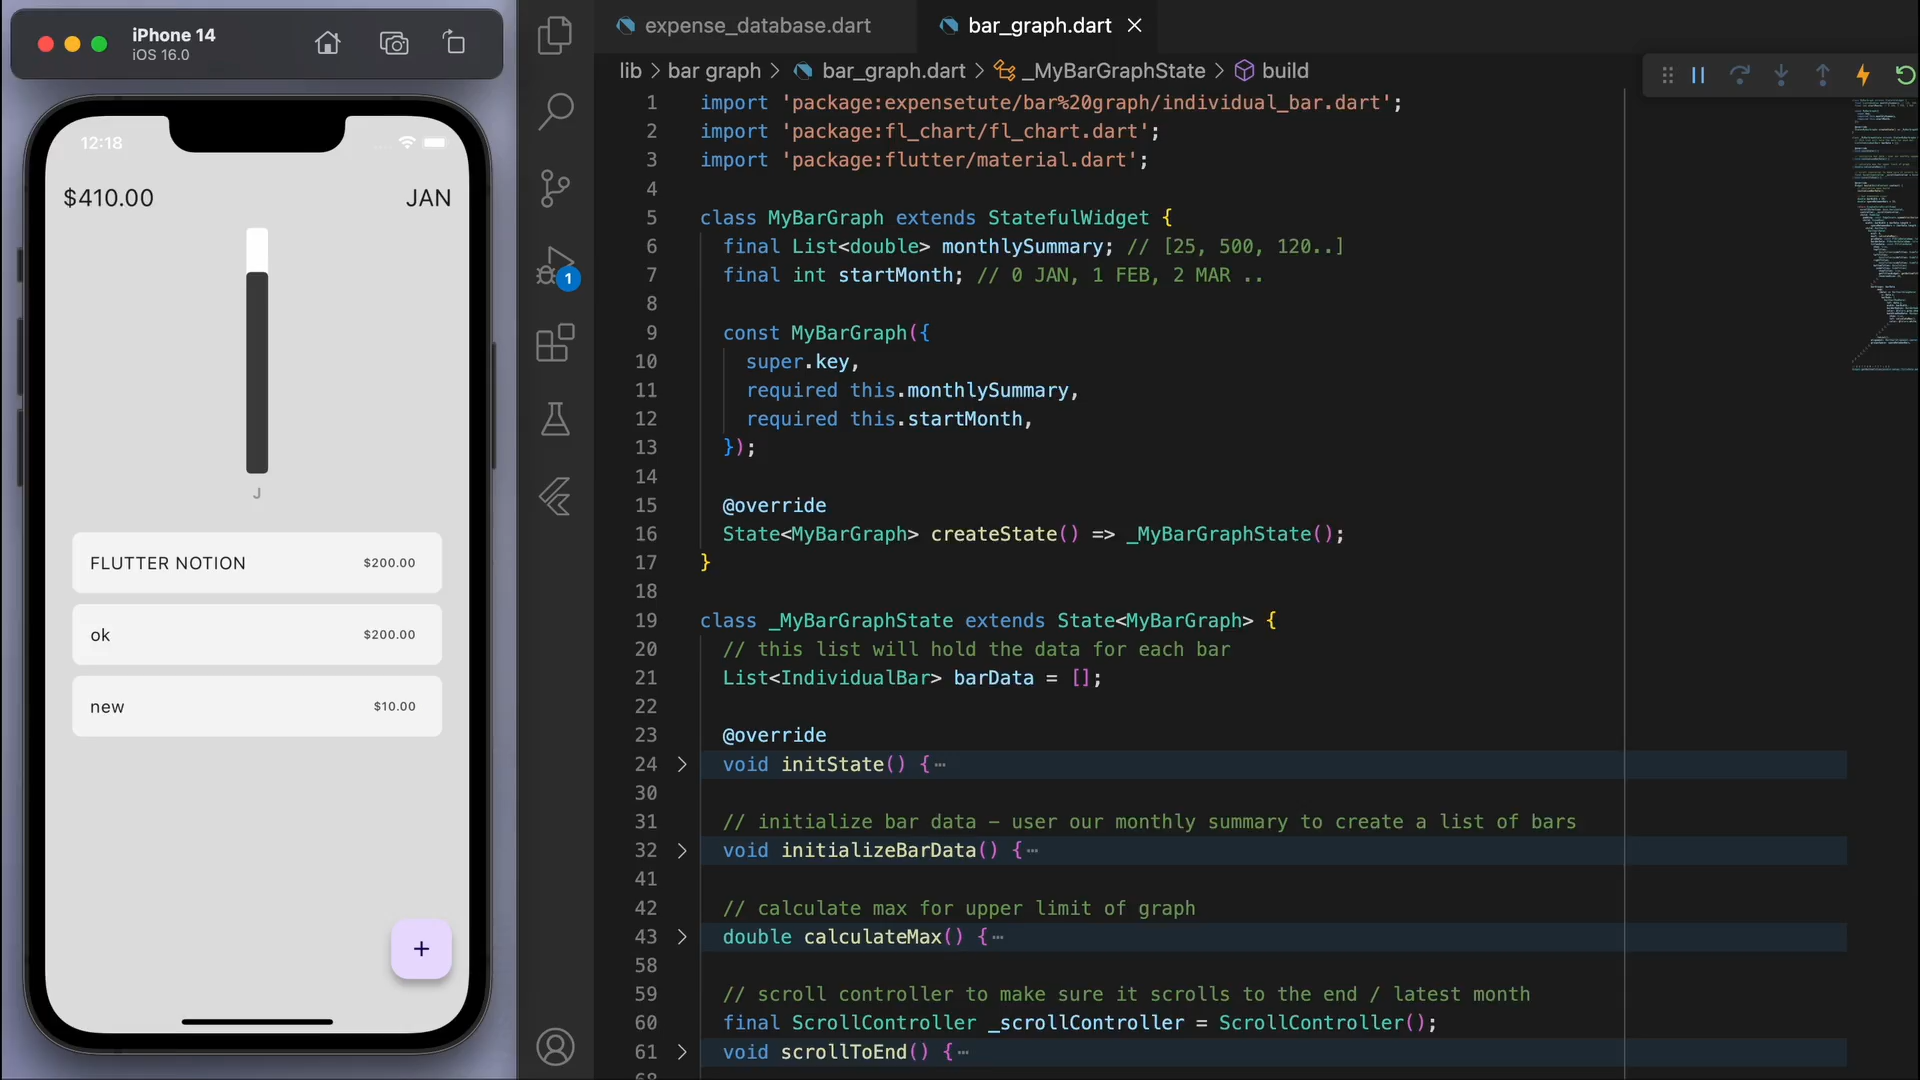 iPhone 14
iOS 16.0
12:18
$410.00
JAN
J
FLUTTER NOTION
$200.00
ok
$200.00
new
$10.00
+
1
expense_database.dart
bar_graph.dart
lib > bar graph > bar_graph.dart > _MyBarGraphState > build
1 import 'package:expensetute/bar%20graph/individual_bar.dart';
2 import 'package:fl_chart/fl_chart.dart';
3 import 'package:flutter/material.dart';
4
5 class MyBarGraph extends StatefulWidget {
6 final List<double> monthlySummary; // [25, 500, 120..]
7 final int startMonth; // 0 JAN, 1 FEB, 2 MAR ..
8
9 const MyBarGraph({
10 super.key,
11 required this.monthlySummary,
12 required this.startMonth,
13 });
14
15 @override
16 State<MyBarGraph> createState() => _MyBarGraphState();
17 }
18
19 class _MyBarGraphState extends State<MyBarGraph> {
20 // this list will hold the data for each bar
21 List<IndividualBar> barData = [];
22
23 @override
24 void initState() {⋯
30
31 // initialize bar data – user our monthly summary to create a list of bars
32 void initializeBarData() {⋯
41
42 // calculate max for upper limit of graph
43 double calculateMax() {⋯
58
59 // scroll controller to make sure it scrolls to the end / latest month
60 final ScrollController _scrollController = ScrollController();
61 void scrollToEnd() {⋯